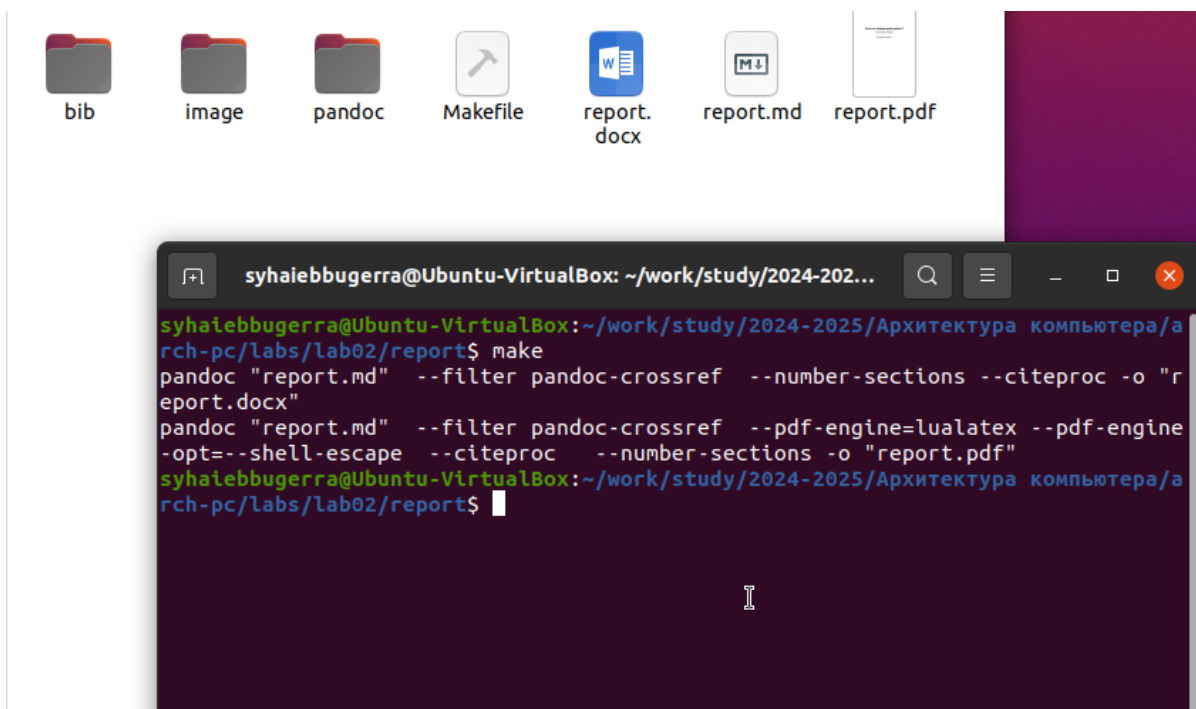 bib
image
pandoc
Makefile
report.
docx
report.md
report.pdf
syhaiebbugerra@Ubuntu-VirtualBox: ~/work/study/2024-202...
syhaiebbugerra@Ubuntu-VirtualBox:~/work/study/2024-2025/Архитектура компьютера/a
rch-pc/labs/lab02/report$ make
pandoc "report.md"  --filter pandoc-crossref  --number-sections --citeproc -o "r
eport.docx"
pandoc "report.md"  --filter pandoc-crossref  --pdf-engine=lualatex --pdf-engine
-opt=--shell-escape  --citeproc   --number-sections -o "report.pdf"
syhaiebbugerra@Ubuntu-VirtualBox:~/work/study/2024-2025/Архитектура компьютера/a
rch-pc/labs/lab02/report$